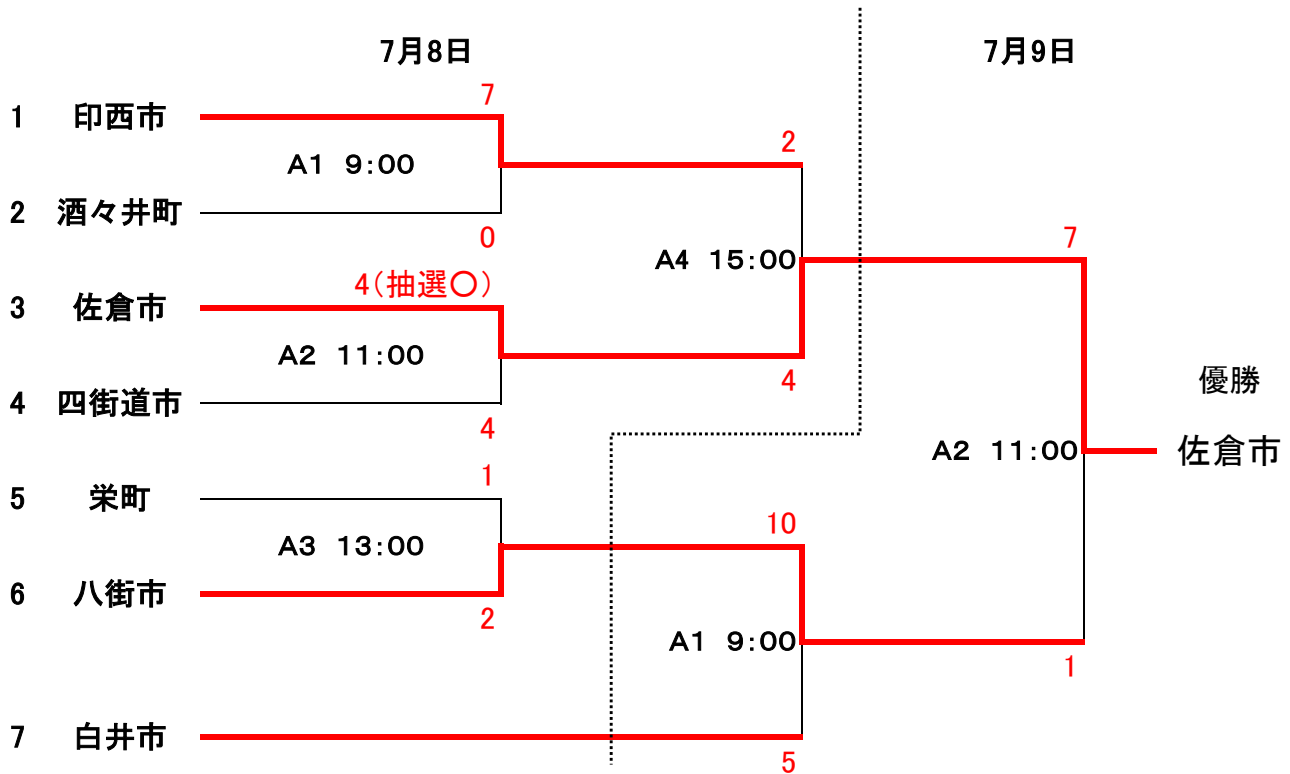 7月8日
7月9日
7
1 印西市
2
A1 9:00
2 酒々井町
0
7
A4 15:00
4(抽選〇)
3 佐倉市
A2 11:00
4
優勝
4 四街道市
4
A2 11:00
佐倉市
1
5 栄町
10
A3 13:00
6 八街市
2
A1 9:00
1
7 白井市
5